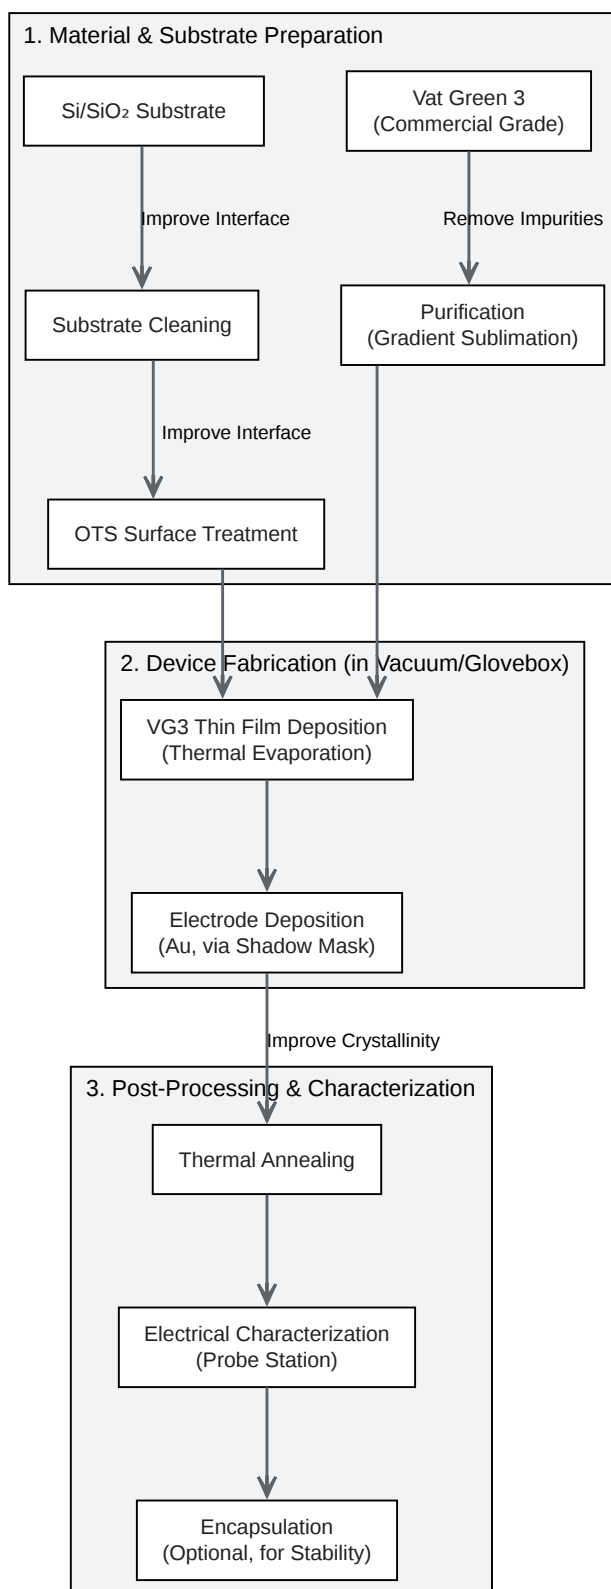 1. Material & Substrate Preparation
Si/SiO₂ Substrate
Vat Green 3
(Commercial Grade)
Improve Interface
Remove Impurities
Substrate Cleaning
Purification
(Gradient Sublimation)
Improve Interface
OTS Surface Treatment
2. Device Fabrication (in Vacuum/Glovebox)
VG3 Thin Film Deposition
(Thermal Evaporation)
Electrode Deposition
(Au, via Shadow Mask)
Improve Crystallinity
3. Post-Processing & Characterization
Thermal Annealing
Electrical Characterization
(Probe Station)
Encapsulation
(Optional, for Stability)